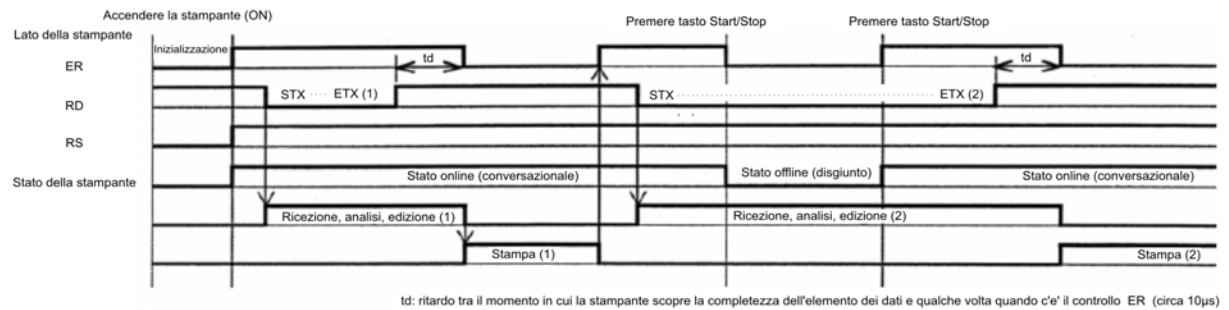 Accendere la stampante (ON)
Premere tasto Start/Stop
Premere tasto Start/Stop
Lato della stampante
Inizializzazione
ER
td
td
RD
STX ···· ETX (1)
STX ···· ETX (2)
RS
Stato della stampante
Stato online (conversazionale)
Stato offline (disgiunto)
Stato online (conversazionale)
Ricezione, analisi, edizione (1)
Ricezione, analisi, edizione (2)
Stampa (1)
Stampa (2)
td: ritardo tra il momento in cui la stampante scopre la completezza dell'elemento dei dati e qualche volta quando c'e' il controllo ER (circa 10µs)